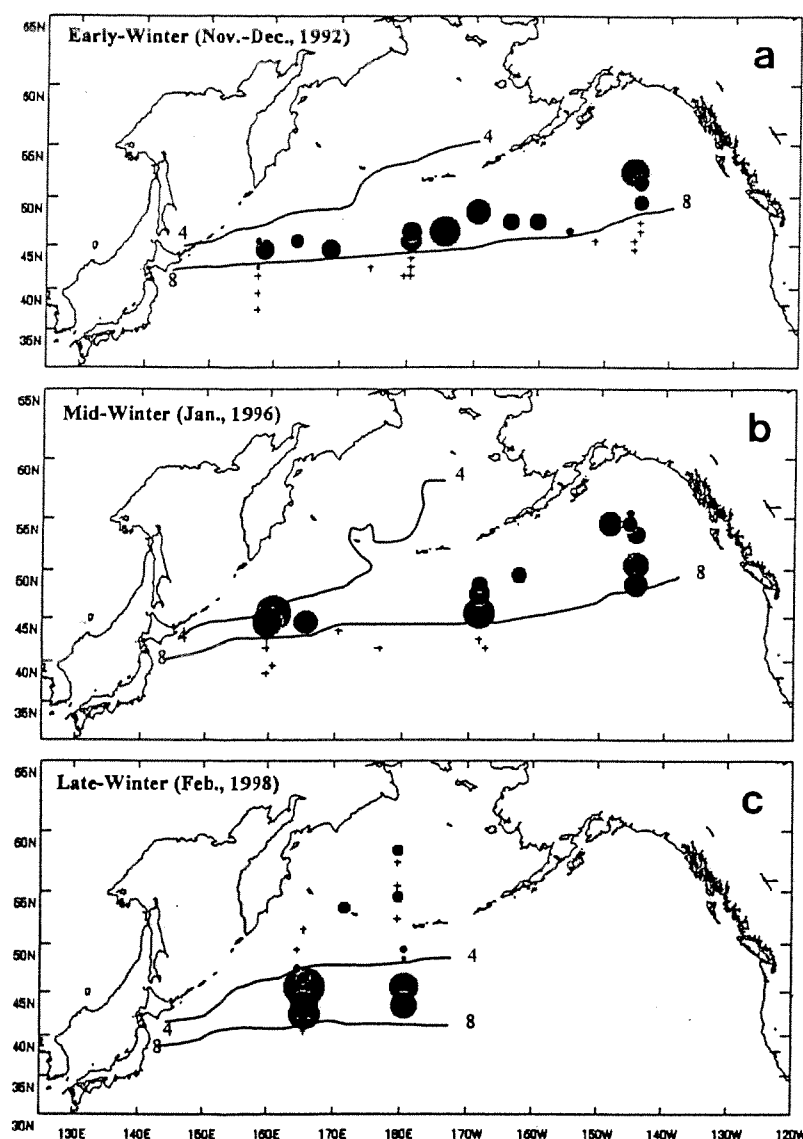 Early-Winter (Nov.-Dec., 1992)
a
65N
60N
55N
50N
45N
40N
35N
4
4
8
8
Mid-Winter (Jan., 1996)
b
65N
60N
55N
50N
45N
40N
35N
4
4
8
8
Late-Winter (Feb., 1998)
c
65N
60N
55N
50N
45N
40N
35N
30N
4
4
8
8
130E 140E 150E 160E 170E 180E 170W 160W 150W 140W 130W 120W